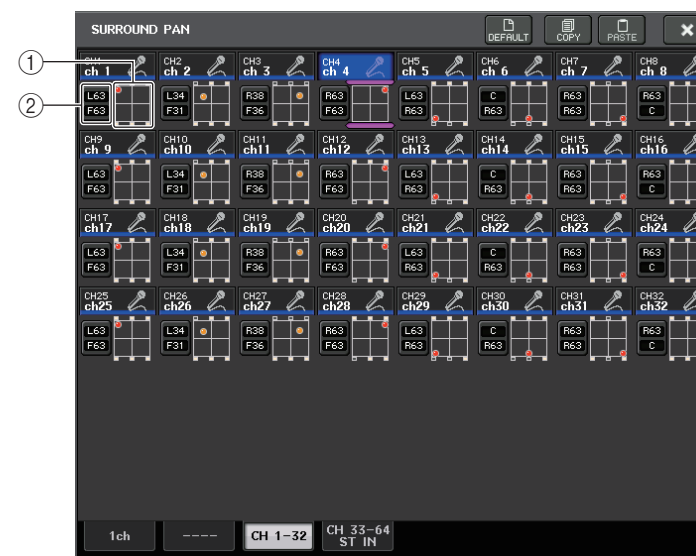 SURROUND PAN
DEFAULT COPY PASTE ×
①
②
CH1 CH2 CH3 CH4 CH5 CH6 CH7 CH8
ch 1 ch 2 ch 3 ch 4 ch 5 ch 6 ch 7 ch 8
L63 L34 R38 R63 L63 C R63 R63
F63 F31 F36 F63 R63 R63 R63 C
CH9 CH10 CH11 CH12 CH13 CH14 CH15 CH16
ch 9 ch10 ch11 ch12 ch13 ch14 ch15 ch16
L63 L34 R38 R63 L63 C R63 R63
F63 F31 F36 F63 R63 R63 R63 C
CH17 CH18 CH19 CH20 CH21 CH22 CH23 CH24
ch17 ch18 ch19 ch20 ch21 ch22 ch23 ch24
L63 L34 R38 R63 L63 C R63 R63
F63 F31 F36 F63 R63 R63 R63 C
CH25 CH26 CH27 CH28 CH29 CH30 CH31 CH32
ch25 ch26 ch27 ch28 ch29 ch30 ch31 ch32
L63 L34 R38 R63 L63 C R63 R63
F63 F31 F36 F63 R63 R63 R63 C
1ch ---- CH 1-32 CH 33-64
ST IN